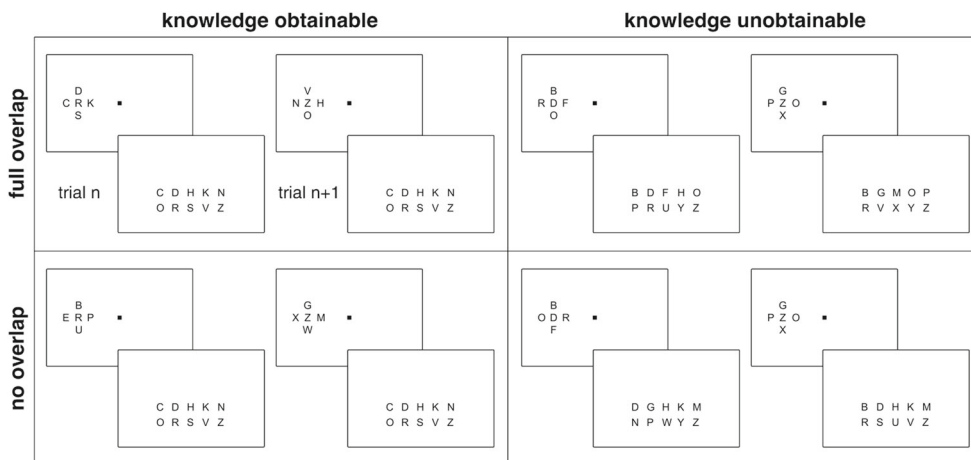 knowledge obtainable
knowledge unobtainable
full overlap
D
C R K
S
V
N Z H
O
trial n
C D H K N
O R S V Z
trial n+1
C D H K N
O R S V Z
B
R D F
O
G
P Z O
X
B D F H O
P R U Y Z
B G M O P
R V X Y Z
no overlap
B
E R P
U
G
X Z M
W
C D H K N
O R S V Z
C D H K N
O R S V Z
B
O D R
F
G
P Z O
X
D G H K M
N P W Y Z
B D H K M
R S U V Z